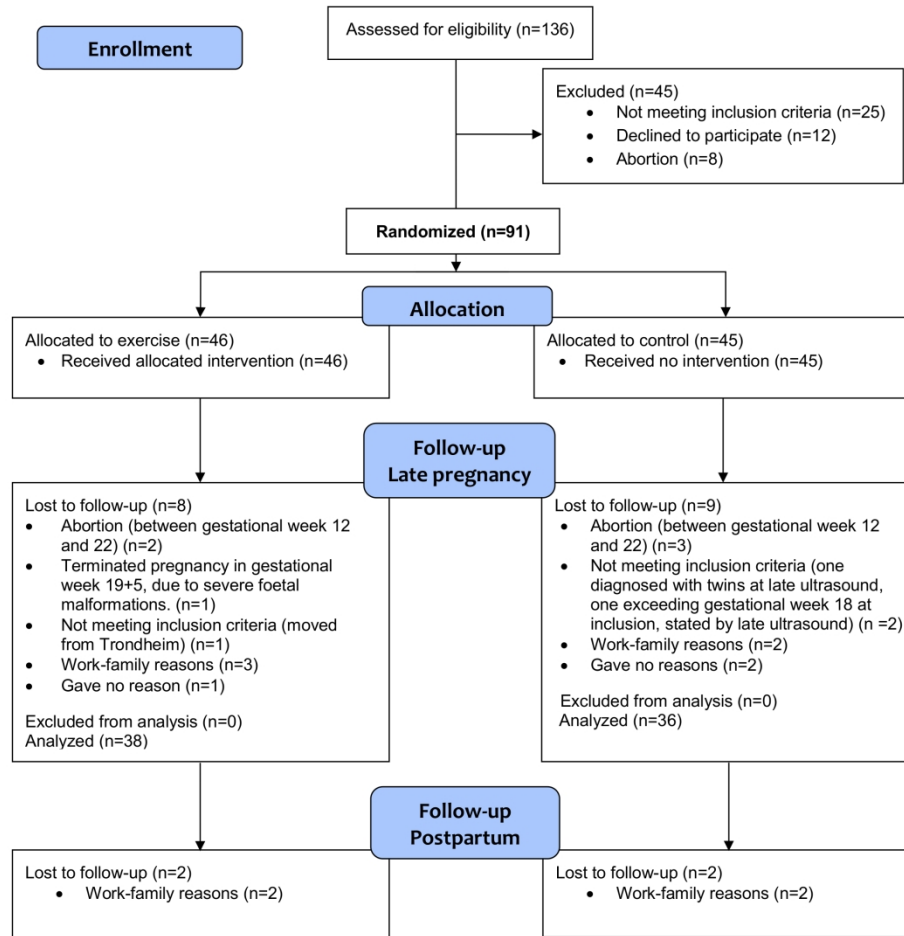 Enrollment
Assessed for eligibility (n=136)
Excluded (n=45)
• Not meeting inclusion criteria (n=25)
• Declined to participate (n=12)
• Abortion (n=8)
Randomized (n=91)
Allocation
Allocated to exercise (n=46)
• Received allocated intervention (n=46)
Allocated to control (n=45)
• Received no intervention (n=45)
Follow-up
Late pregnancy
Lost to follow-up (n=8)
• Abortion (between gestational week 12
and 22) (n=2)
• Terminated pregnancy in gestational
week 19+5, due to severe foetal
malformations. (n=1)
• Not meeting inclusion criteria (moved
from Trondheim) (n=1)
• Work-family reasons (n=3)
• Gave no reason (n=1)
Excluded from analysis (n=0)
Analyzed (n=38)
Lost to follow-up (n=9)
• Abortion (between gestational week 12
and 22) (n=3)
• Not meeting inclusion criteria (one
diagnosed with twins at late ultrasound,
one exceeding gestational week 18 at
inclusion, stated by late ultrasound) (n =2)
• Work-family reasons (n=2)
• Gave no reasons (n=2)
Excluded from analysis (n=0)
Analyzed (n=36)
Follow-up
Postpartum
Lost to follow-up (n=2)
• Work-family reasons (n=2)
Lost to follow-up (n=2)
• Work-family reasons (n=2)